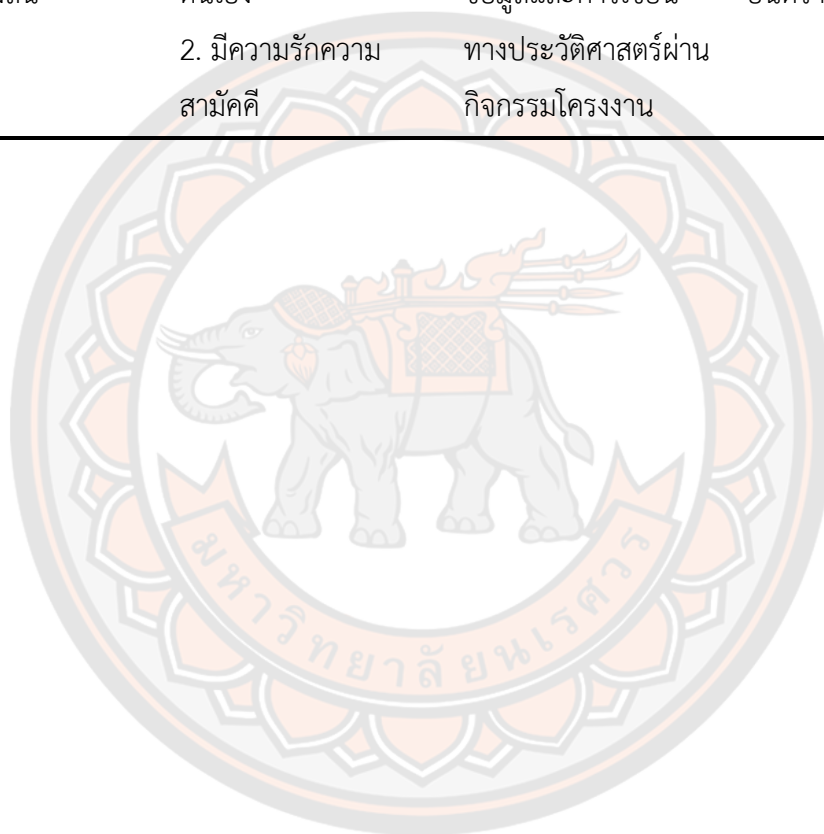 2. มีความรักความ ทางประวัติศาสตร์ผ่าน
สามัคคี กิจกรรมโครงงาน
มหาวิทยาลัยนเรศวร